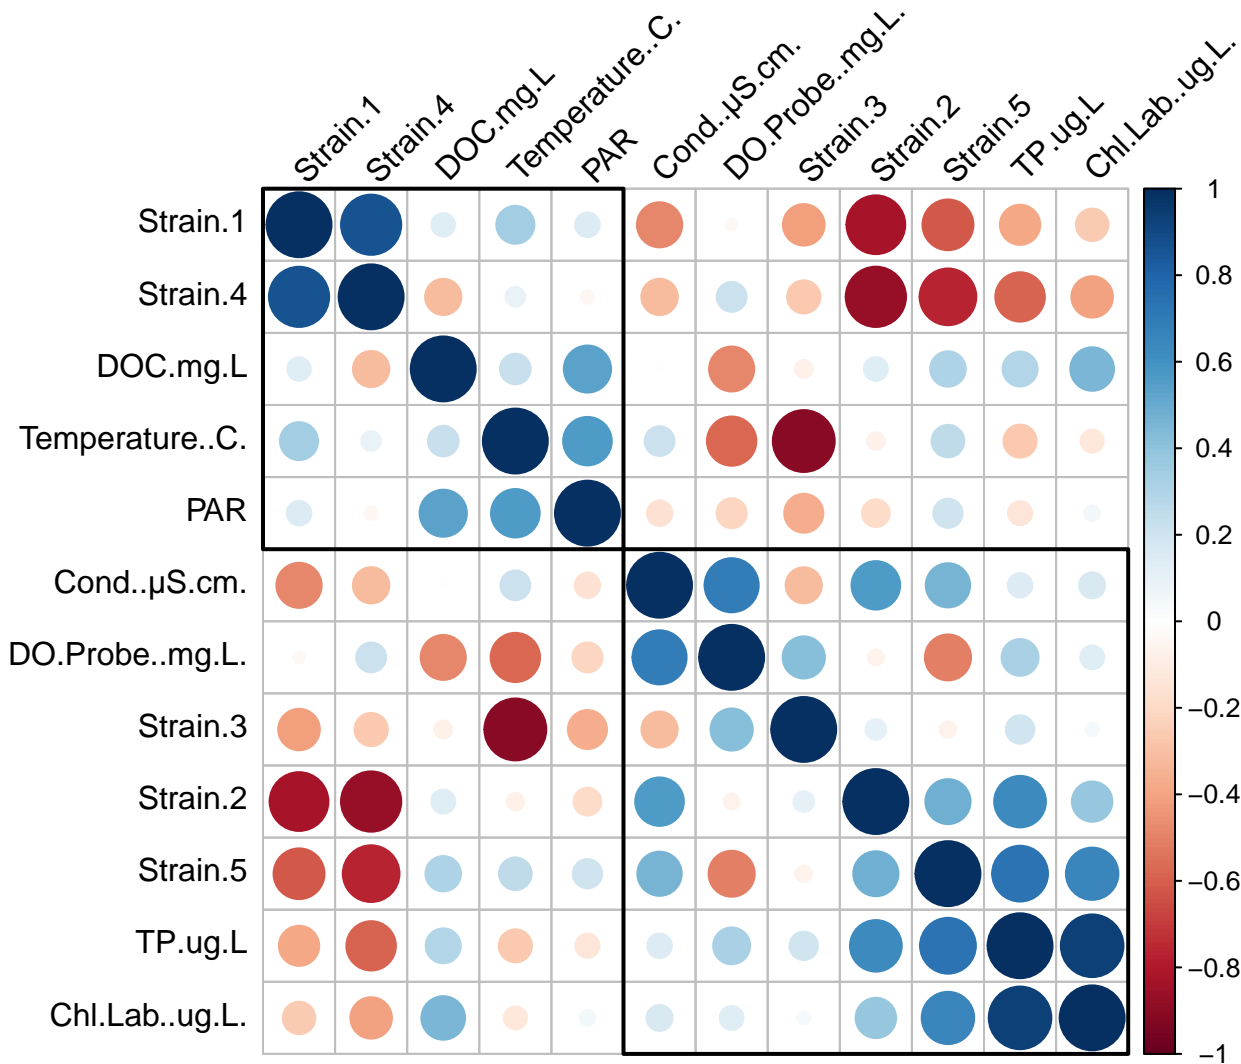 Strain.1
Strain.4
DOC.mg.L
Temperature..C.
PAR
Cond..µS.cm.
DO.Probe..mg.L.
Strain.3
Strain.2
Strain.5
TP.ug.L
Chl.Lab..ug.L.
Strain.1
Strain.4
DOC.mg.L
Temperature..C.
PAR
Cond..µS.cm.
DO.Probe..mg.L.
Strain.3
Strain.2
Strain.5
TP.ug.L
Chl.Lab..ug.L.
1
0.8
0.6
0.4
0.2
0
−0.2
−0.4
−0.6
−0.8
−1